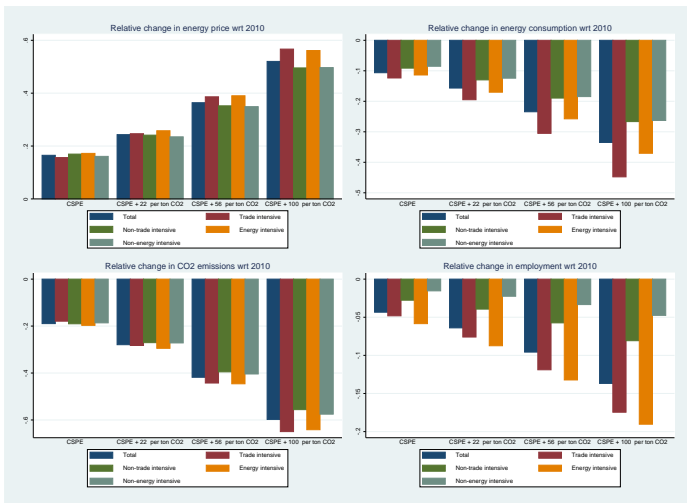 Relative change in energy price wrt 2010
.6
.4
.2
0
CSPE CSPE + 22 per ton CO2 CSPE + 56 per ton CO2 CSPE + 100 per ton CO2
Total Trade intensive
Non-trade intensive Energy intensive
Non-energy intensive
Relative change in energy consumption wrt 2010
0
-.1
-.2
-.3
-.4
-.5
CSPE CSPE + 22 per ton CO2 CSPE + 56 per ton CO2 CSPE + 100 per ton CO2
Total Trade intensive
Non-trade intensive Energy intensive
Non-energy intensive
Relative change in CO2 emissions wrt 2010
0
-.2
-.4
-.6
CSPE CSPE + 22 per ton CO2 CSPE + 56 per ton CO2 CSPE + 100 per ton CO2
Total Trade intensive
Non-trade intensive Energy intensive
Non-energy intensive
Relative change in employment wrt 2010
0
-.05
-.1
-.15
-.2
CSPE CSPE + 22 per ton CO2 CSPE + 56 per ton CO2 CSPE + 100 per ton CO2
Total Trade intensive
Non-trade intensive Energy intensive
Non-energy intensive